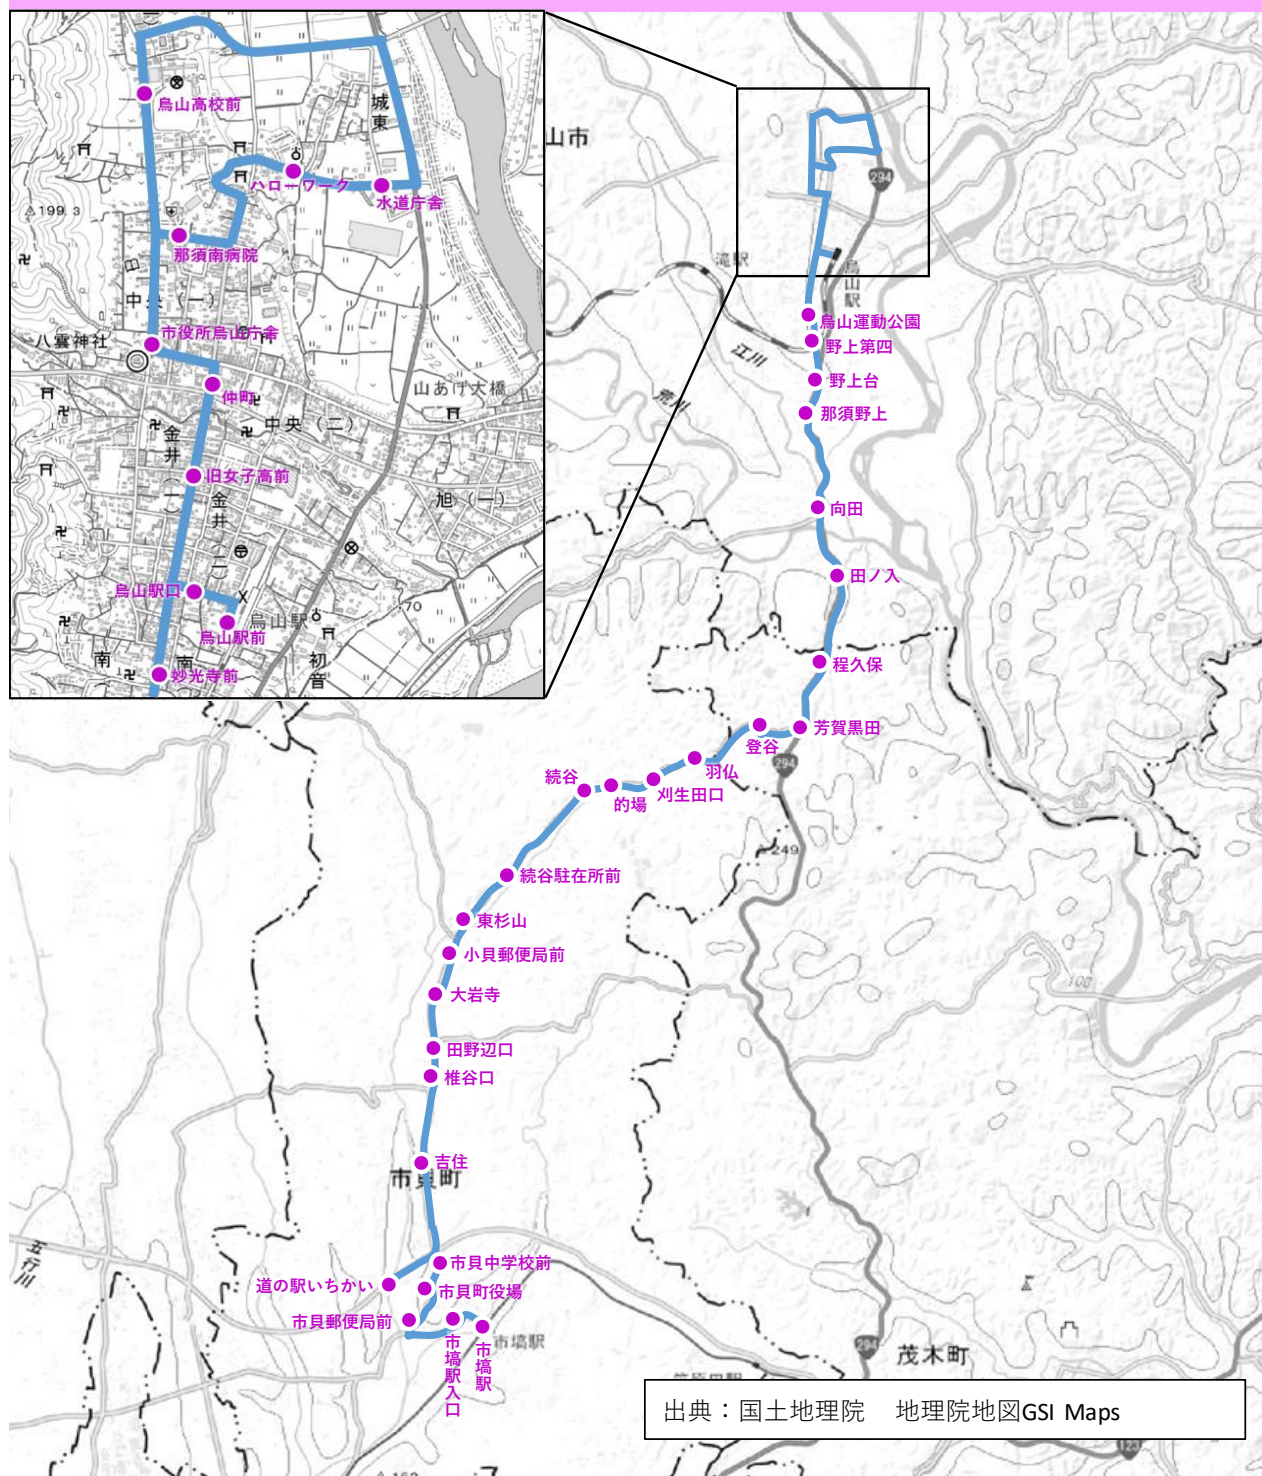 烏山高校前
城東
ハローワーク
水道庁舎
199.3
那須南病院
中央(一)
市役所烏山庁舎
八雲神社
仲町
山あげ大橋
中央(二)
金井(一)
旧女子高前
金井(二)
旭(一)
烏山駅口
烏山駅
烏山駅前
70
南
南
妙光寺前
初音
山市
294
滝駅
烏山駅
烏山運動公園
江川
野上第四
野上台
荒川
那須野上
向田
田ノ入
程久保
芳賀黒田
登谷
294
羽仏
続谷
的場
刈生田口
249
続谷駐在所前
東杉山
小貝郵便局前
大岩寺
108
田野辺口
椎谷口
吉住
市貝町
五行川
市貝中学校前
道の駅いちかい
市貝町役場
市貝郵便局前
市塙駅入口
市塙駅
市塙駅
294
茂木町
笹原田駅
出典:国土地理院 地理院地図GSI Maps
123